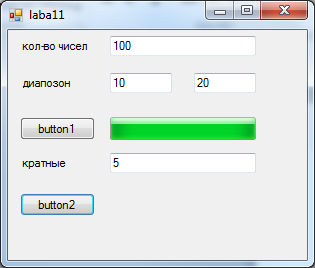 laba11
кол-во чисел 100
диапозон 10 20
button1
кратные 5
button2